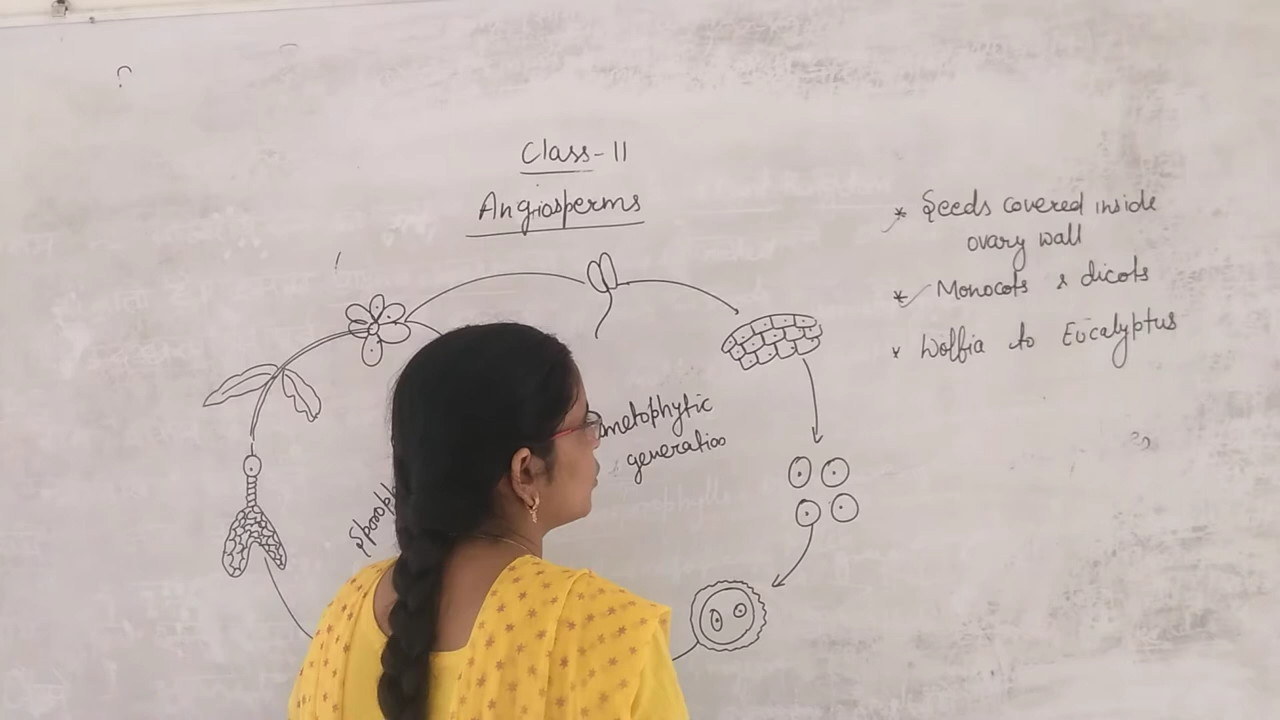 Class-11
Angiosperms
* Seeds covered inside
ovary wall
* Monocots & dicots
* Wolfia to Eucalyptus
metophytic
generation